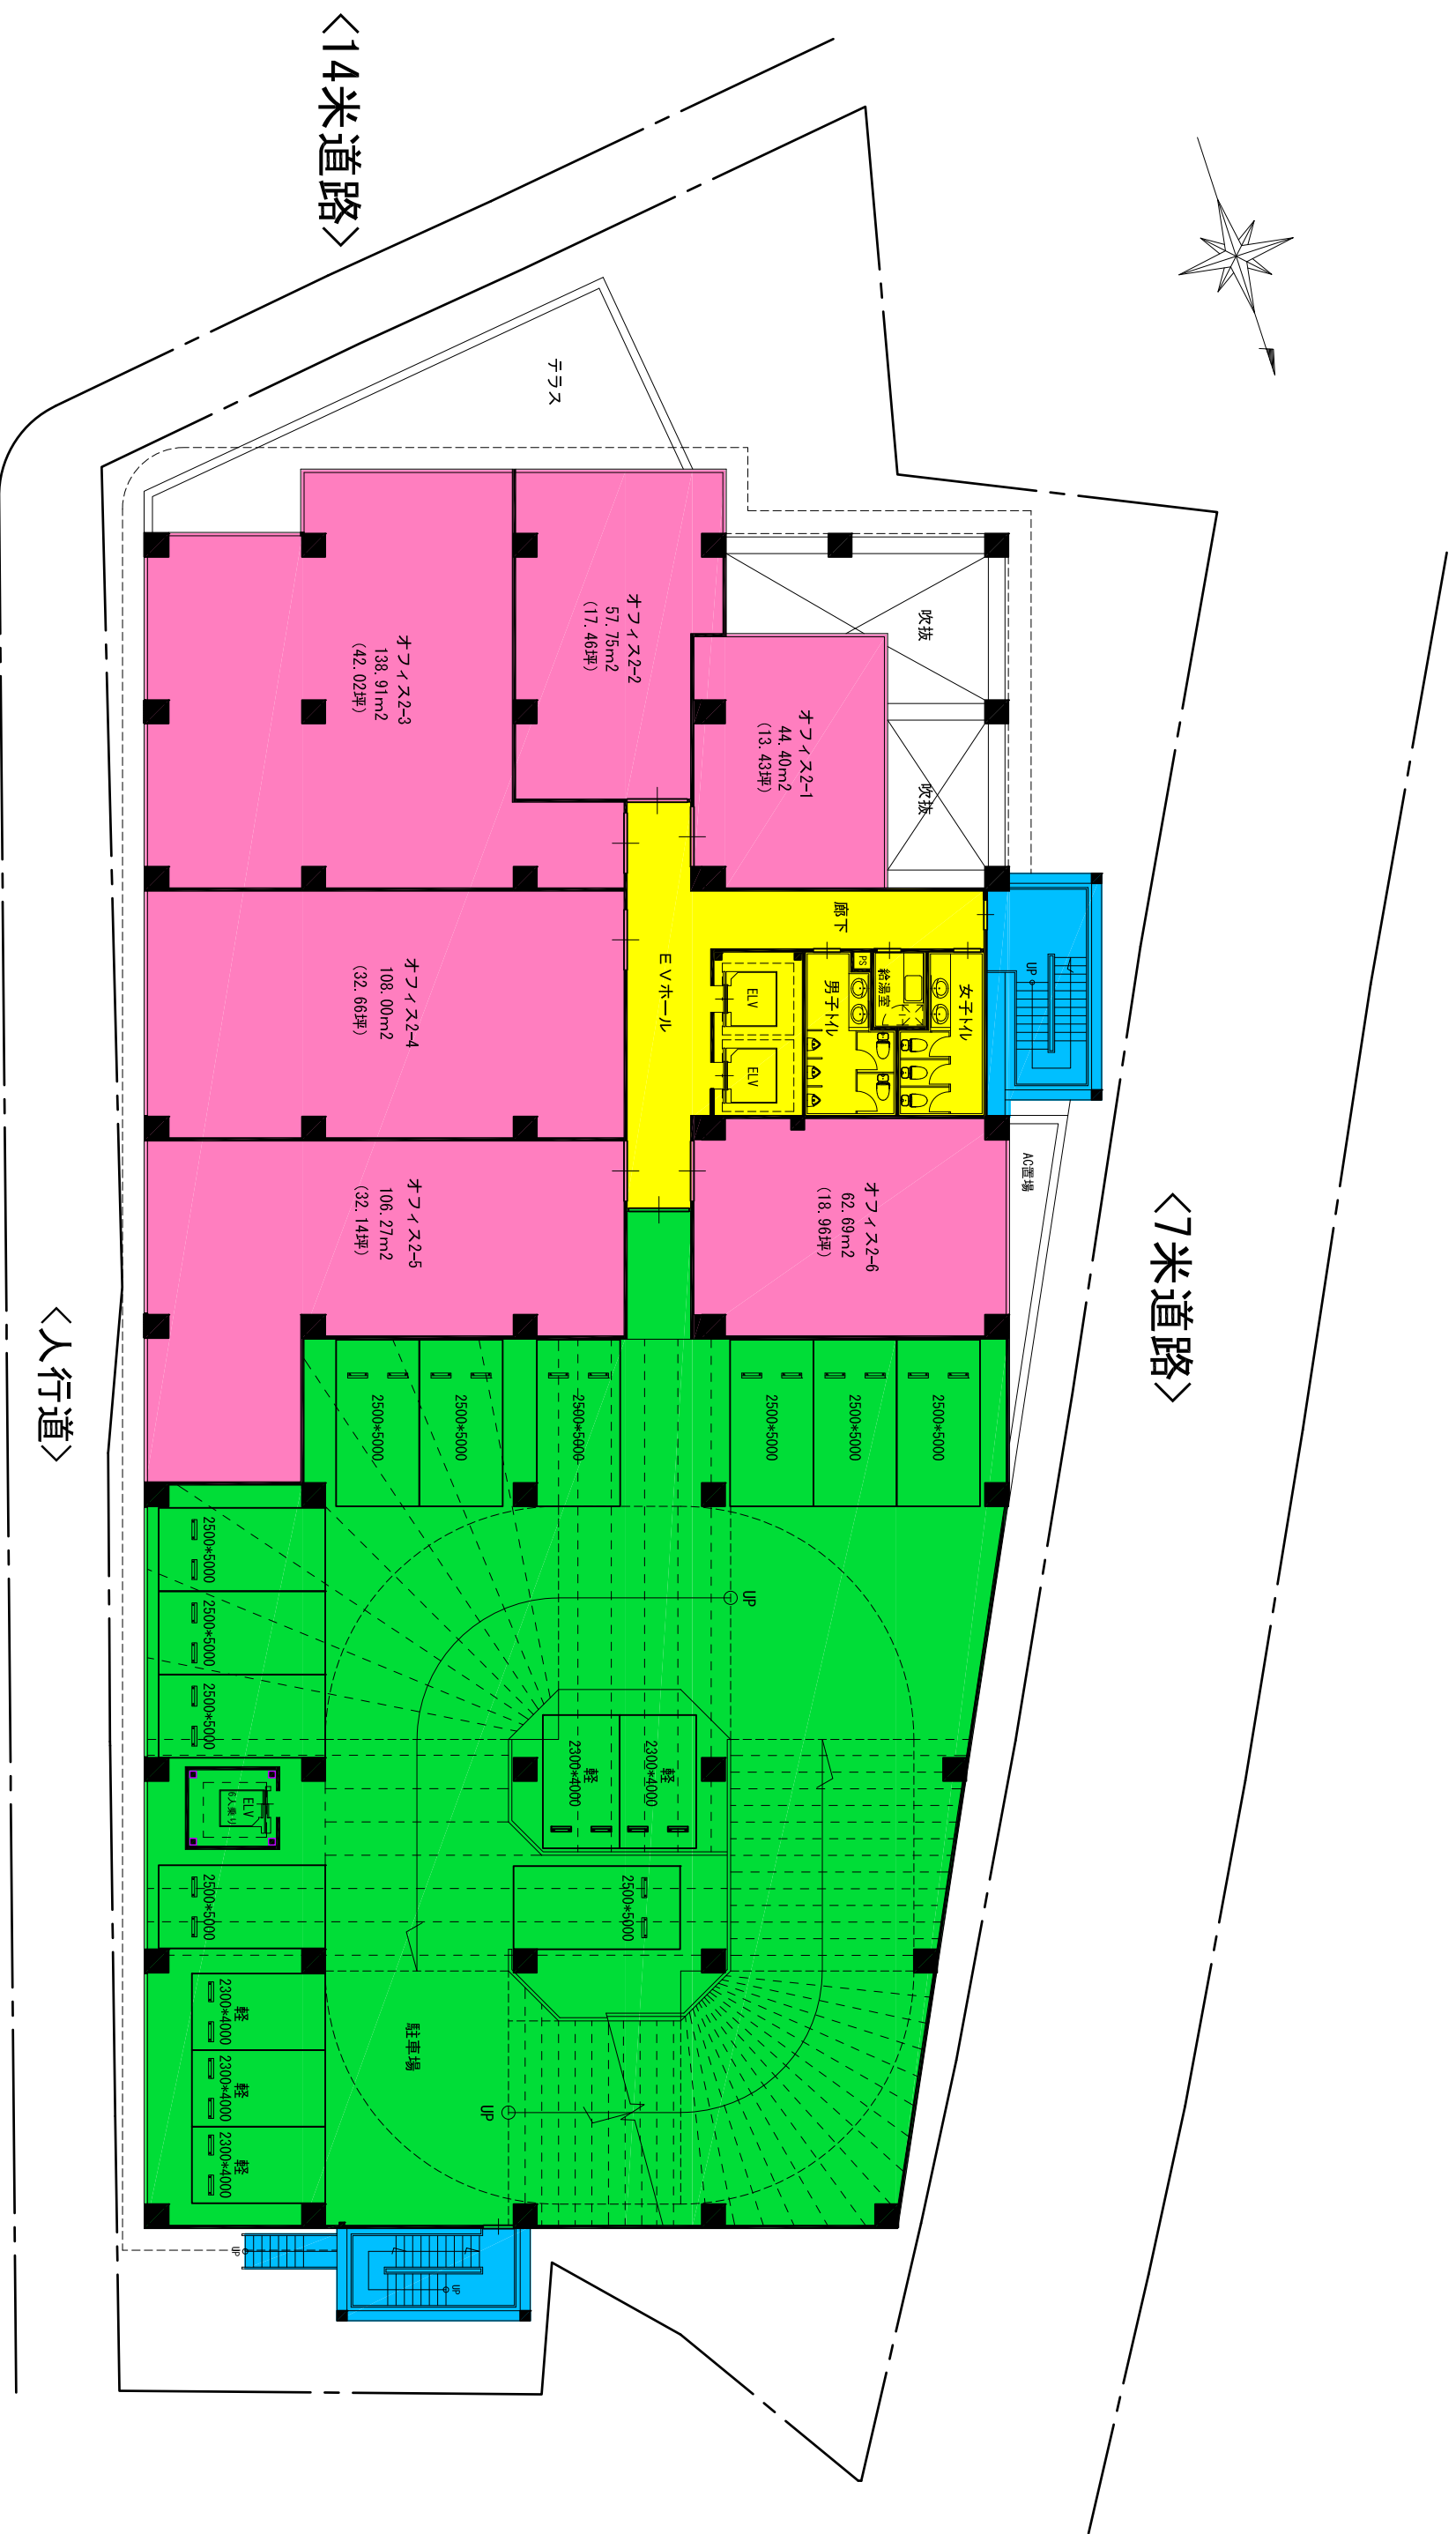 〈14米道路〉
〈7米道路〉
〈人行道〉
テラス
吹抜
吹抜
オフィス2-1
44.40m2
(13.43坪)
オフィス2-2
57.75m2
(17.46坪)
オフィス2-3
138.91m2
(42.02坪)
オフィス2-4
108.00m2
(32.66坪)
オフィス2-5
106.27m2
(32.14坪)
オフィス2-6
62.69m2
(18.96坪)
廊下
EVホール
ELV
ELV
PS
男子トイレ
給湯室
女子トイレ
UP
AC置場
2500*5000
2500*5000
2500*5000
2500*5000
2500*5000
2500*5000
2500*5000
2500*5000
2500*5000
UP
軽
2300*4000
軽
2300*4000
ELV
6人乗り
2500*5000
2500*5000
軽
2300*4000
軽
2300*4000
軽
2300*4000
駐車場
UP
UP
UP